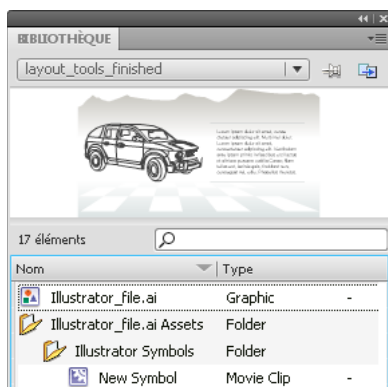 BIBLIOTHÈQUE
layout_tools_finished
17 éléments
Nom Type
Illustrator_file.ai Graphic -
Illustrator_file.ai Assets Folder
Illustrator Symbols Folder
New Symbol Movie Clip -